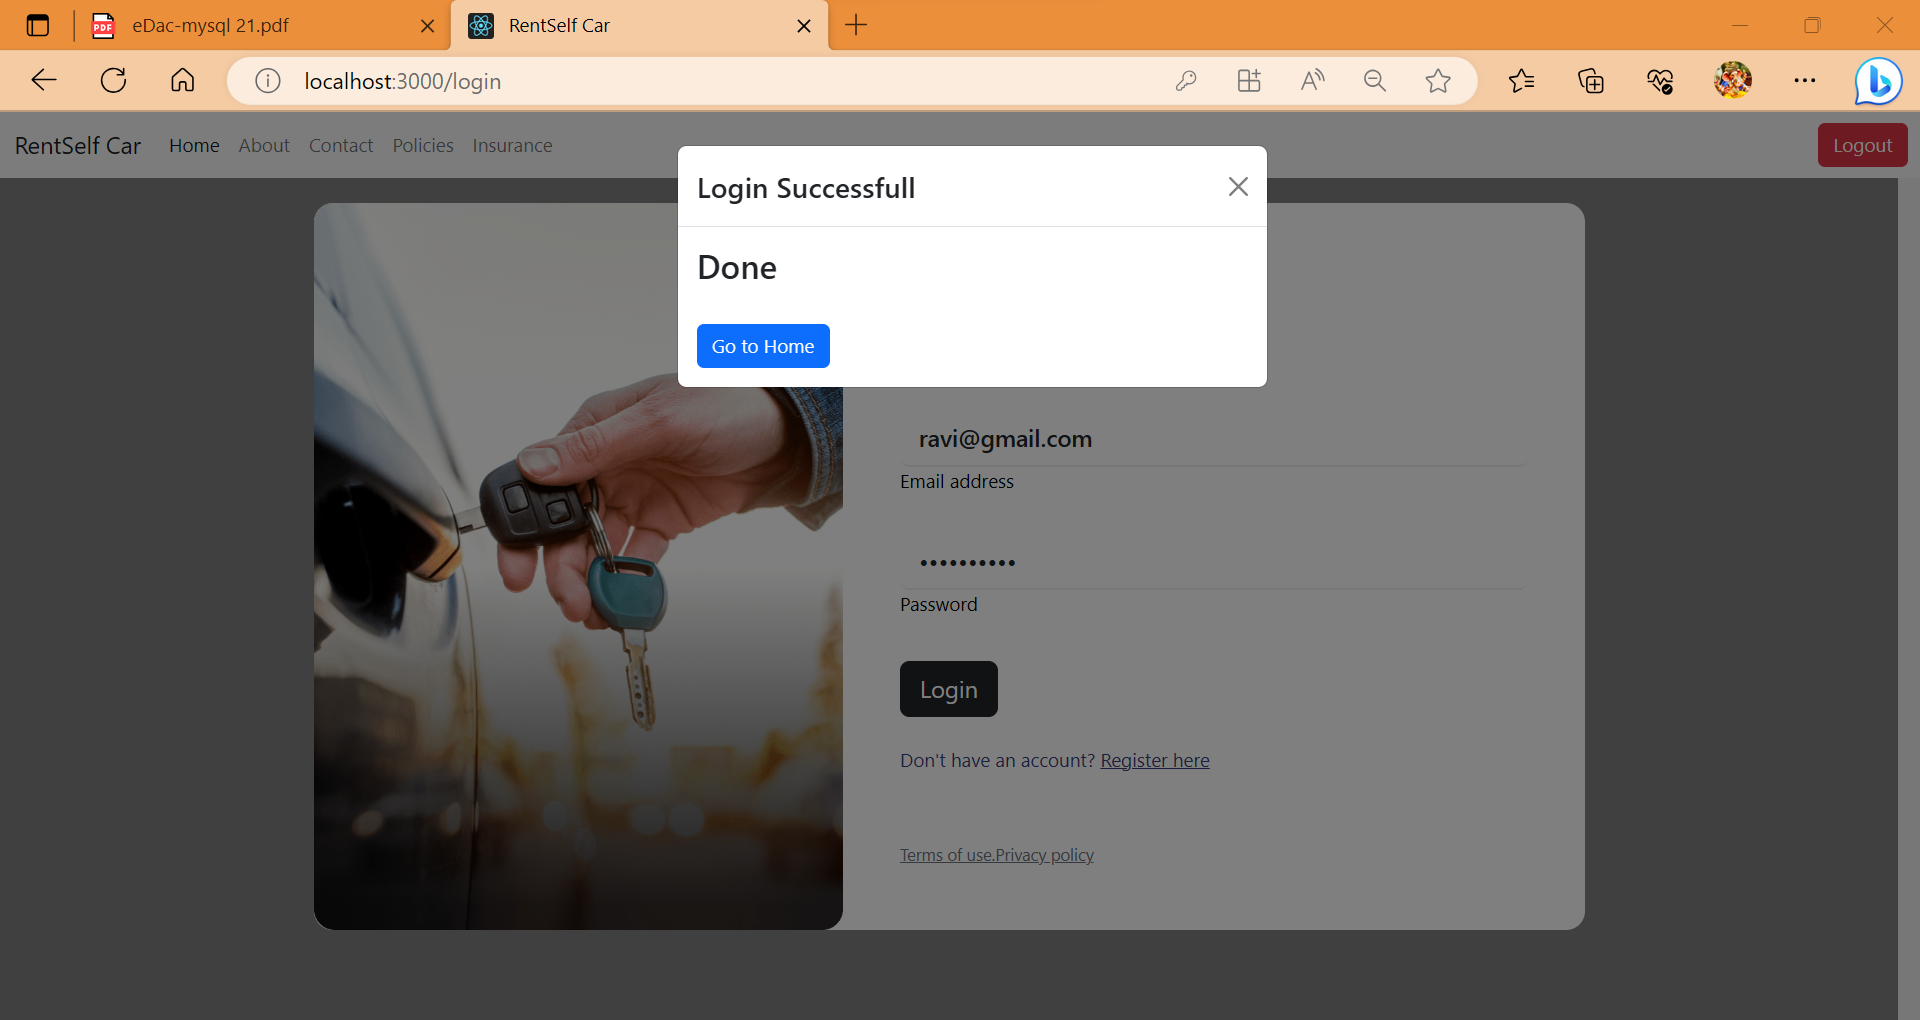 eDac-mysql 21.pdf
RentSelf Car
localhost:3000/login
RentSelf Car Home About Contact Policies Insurance Logout
Login Successfull
Done
Go to Home
ravi@gmail.com
Email address
••••••••••
Password
Login
Don't have an account? Register here
Terms of use.Privacy policy